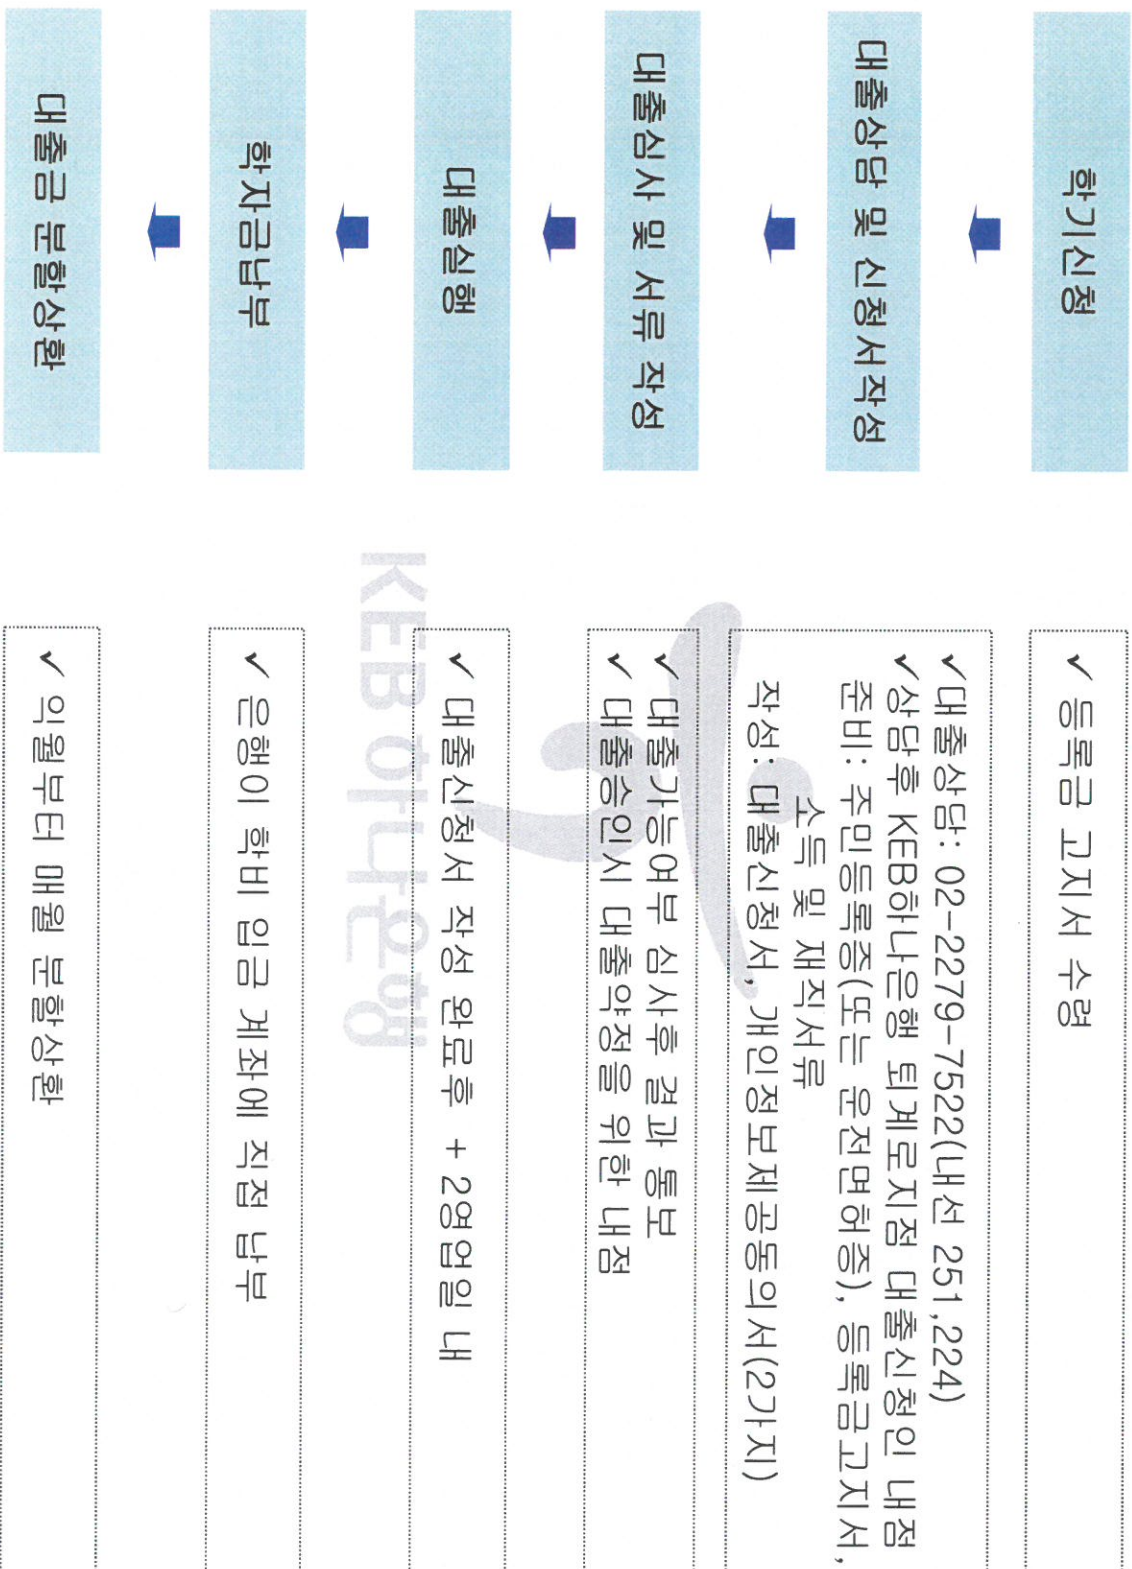 학기신청
✓ 등록금 고지서 수령
대출상담 및 신청서작성
✓대출상담: 02-2279-7522(내선 251,224)
✓상담후 KEB하나은행 퇴계로지점 대출신청인 내점
준비: 주민등록증(또는 운전면허증), 등록금고지서,
소득 및 재직서류
작성: 대출신청서, 개인정보제공동의서(2가지)
대출심사 및 서류 작성
✓ 대출가능여부 심사후 결과 통보
✓ 대출승인시 대출약정을 위한 내점
대출실행
✓ 대출신청서 작성 완료후 + 2영업일 내
학자금납부
✓ 은행이 학비 입금 계좌에 직접 납부
대출금 분할상환
✓ 익월부터 매월 분할상환
KEB 하나은행